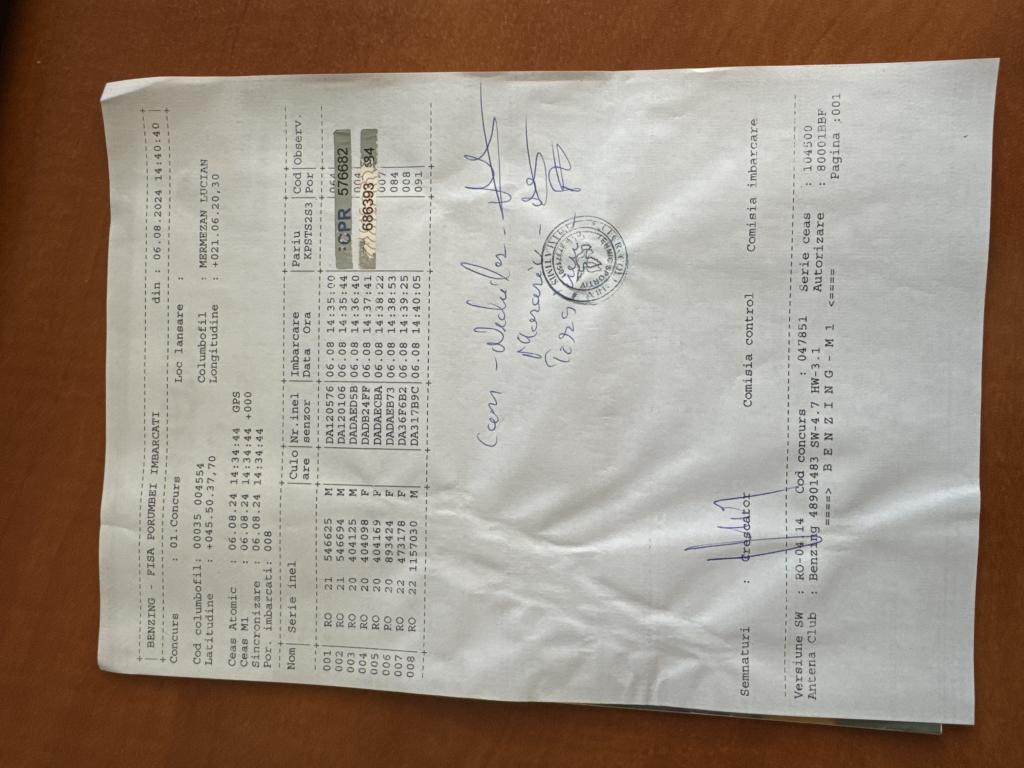 BENZING - FISA PORUMBEI IMBARCATI din : 06.08.2024 14:40:40
Concurs : 01.Concurs Loc lansare :
Cod columbofil: 00035 004554 Columbofil : MERMEZAN LUCIAN
Latitudine : +045.50.37,70 Longitudine : +021.06.20,30
Ceas Atomic : 06.08.24 14:34:44 GPS
Ceas M1 : 06.08.24 14:34:44 +000
Sincronizare : 06.08.24 14:34:44
Por. imbarcati: 008
Nom Serie inel Culo Nr.inel Imbarcare Pariu Cod Observ.
are senzor Data Ora KPSTS2S3 Por
001 RO 21 546625 M DA120576 06.08 14:35:00 064
002 RO 21 546694 M DA120106 06.08 14:35:44 :CPR 576682
003 RO 20 404125 M DADAED5B 06.08 14:36:40 004
004 RO 20 404098 F DADB24FF 06.08 14:37:41 686393
005 RO 20 404169 F DADAECBA 06.08 14:38:22 007
006 RO 20 893424 F DADAEB73 06.08 14:38:53 084
007 RO 22 473178 F DA36F6B2 06.08 14:39:25 008
008 RO 22 1157030 M DA317B9C 06.08 14:40:05 091
Semnaturi : Crescator Comisia control Comisia imbarcare
Versiune SW : RO-04114 Cod concurs : 047851 Serie ceas : 104500
Antena Club : Benzing 48901483 SW-4.7 HW-3.1 Autorizare : 80001BBF
====> B E N Z I N G - M 1 <==== Pagina ;001